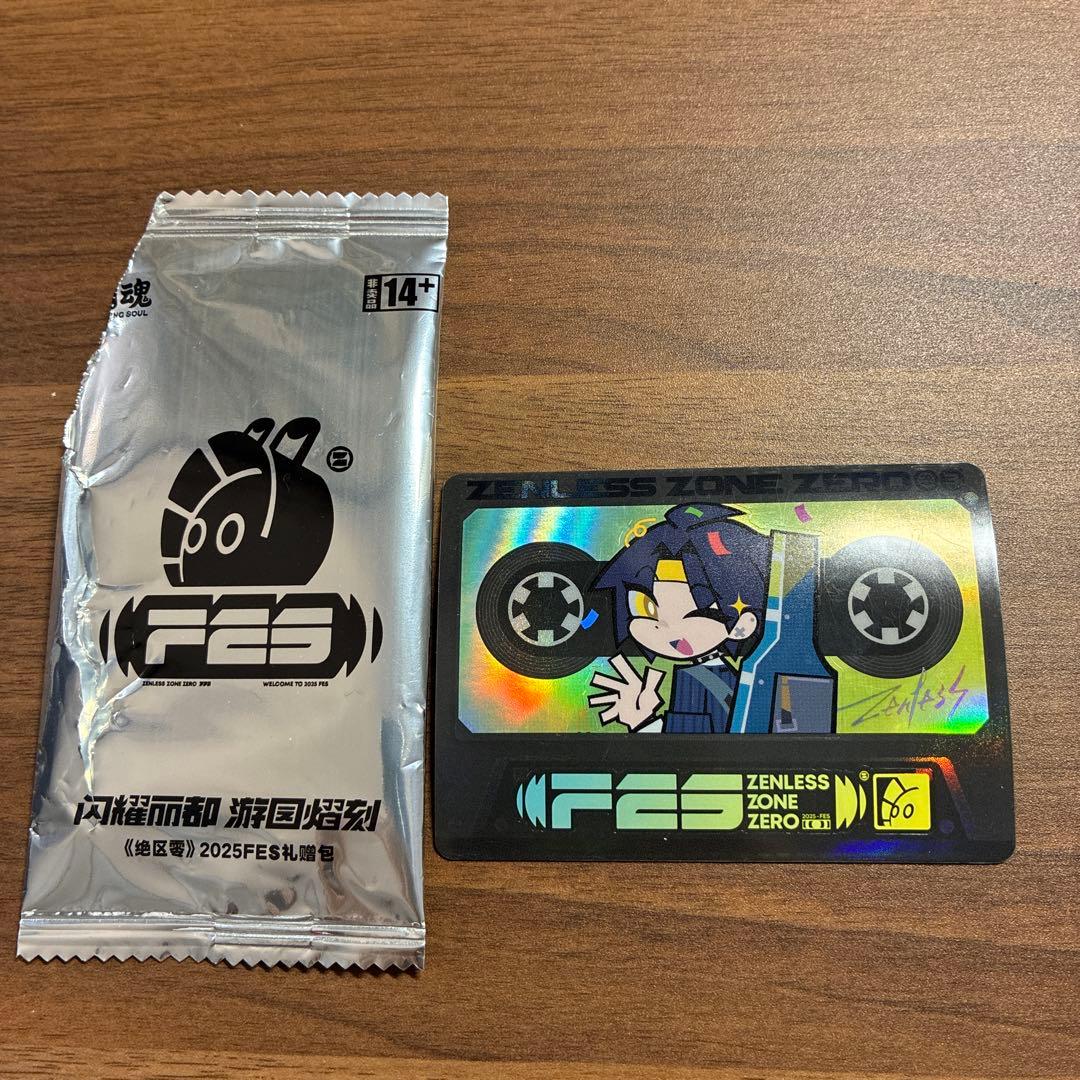 魂
NG SOUL
非卖品
14+
Z
FES
ZENLESS ZONE ZERO
WELCOME TO 2025 FES
闪耀丽都 游园熠刻
《绝区零》2025FES礼赠包
ZENLESS ZONE ZERO
Zenless
FES
ZENLESS
ZONE
ZERO
2025-FES